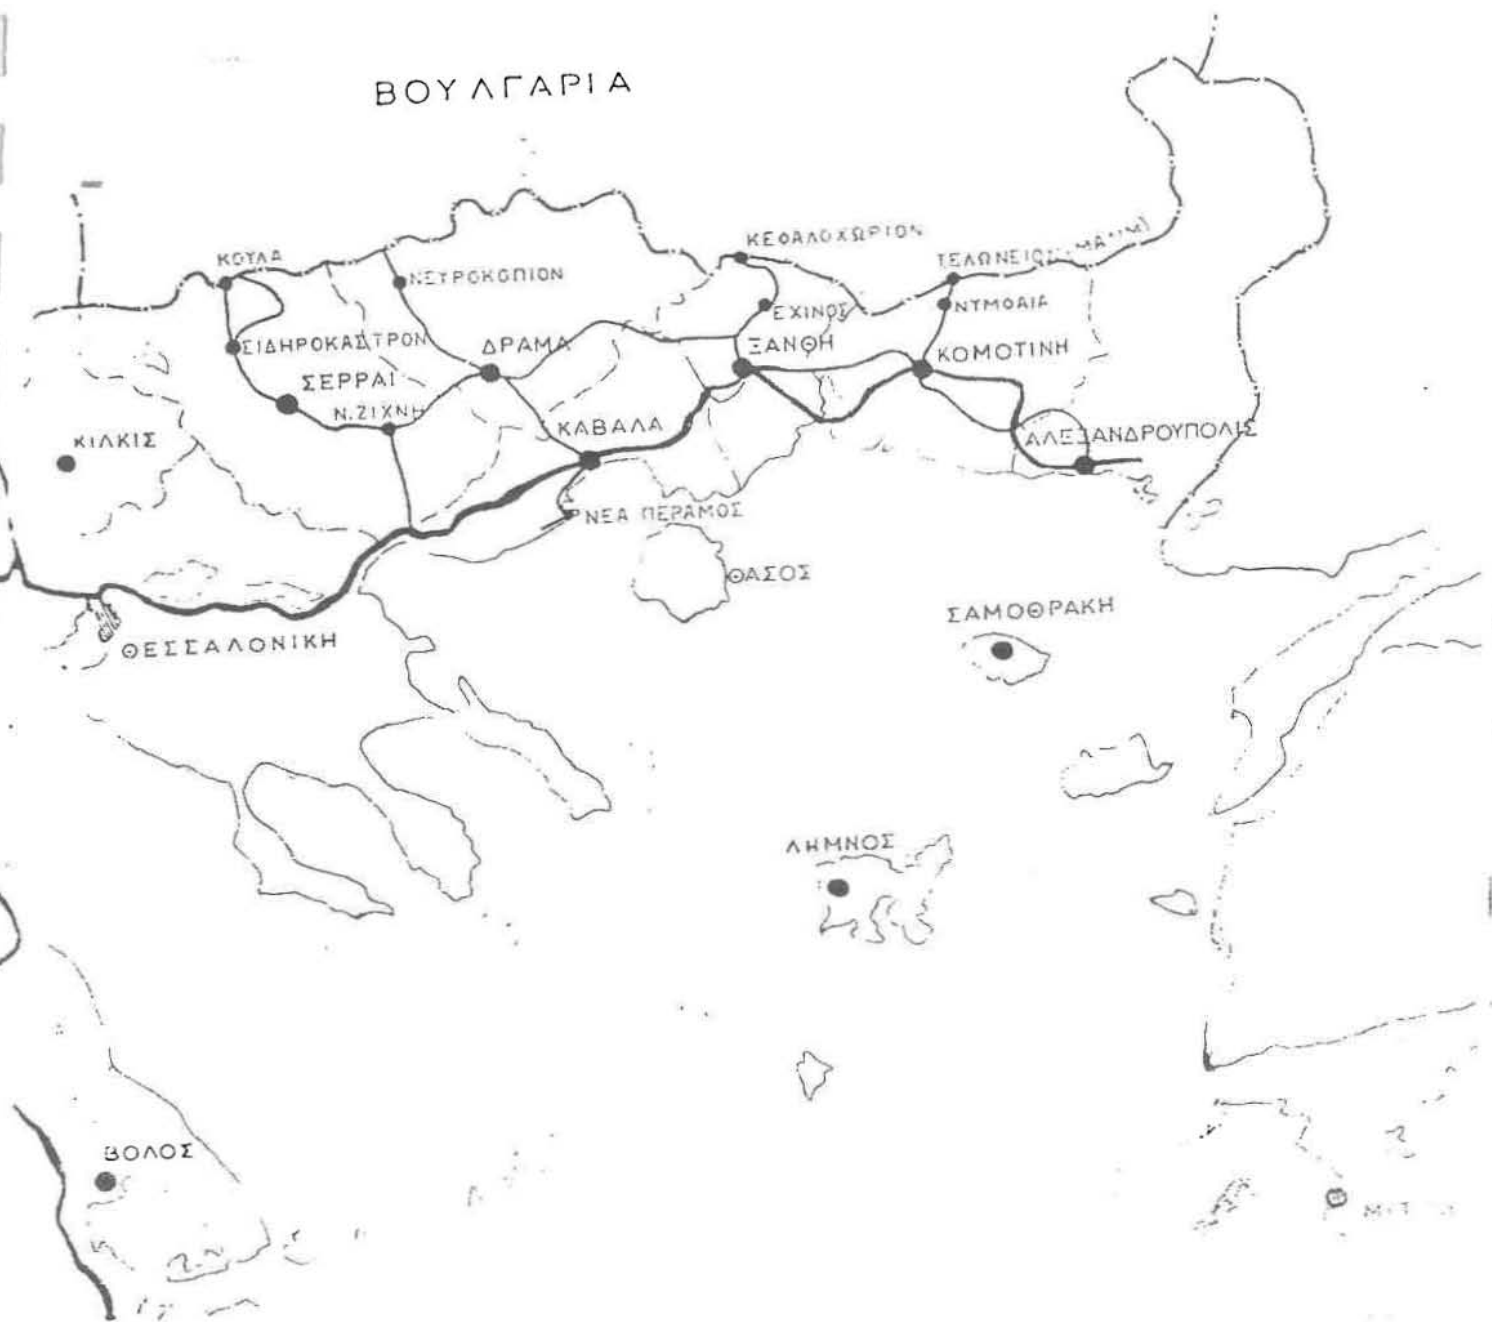 ΒΟΥΛΓΑΡΙΑ
ΚΕΦΑΛΟΧΩΡΙΟΝ
ΚΟΥΛΑ
ΤΕΛΩΝΕΙΟΝ
ΝΕΥΡΟΚΟΠΙΟΝ
ΕΧΙΝΟΣ
ΝΥΜΦΑΙΑ
ΣΙΔΗΡΟΚΑΣΤΡΟΝ
ΔΡΑΜΑ
ΞΑΝΘΗ
ΚΟΜΟΤΙΝΗ
ΣΕΡΡΑΙ
Ν.ΖΙΧΝΗ
ΚΑΒΑΛΑ
ΑΛΕΞΑΝΔΡΟΥΠΟΛΙΣ
ΚΙΛΚΙΣ
ΝΕΑ ΠΕΡΑΜΟΣ
ΘΑΣΟΣ
ΣΑΜΟΘΡΑΚΗ
ΘΕΣΣΑΛΟΝΙΚΗ
ΛΗΜΝΟΣ
ΒΟΛΟΣ